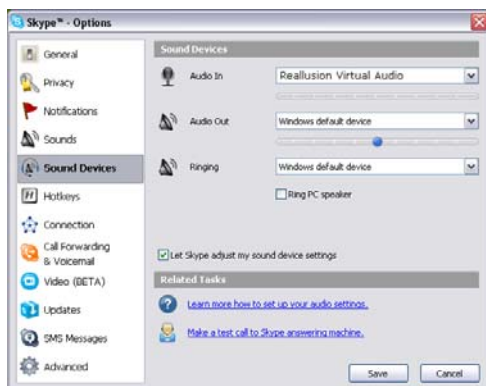 Skype™ - Options
General
Privacy
Notifications
Sounds
Sound Devices
Hotkeys
Connection
Call Forwarding
& Voicemail
Video (BETA)
Updates
SMS Messages
Advanced
Sound Devices
Audio In
Reallusion Virtual Audio
Audio Out
Windows default device
Ringing
Windows default device
Ring PC speaker
Let Skype adjust my sound device settings
Related Tasks
Learn more how to set up your audio settings.
Make a test call to Skype answering machine.
Save
Cancel